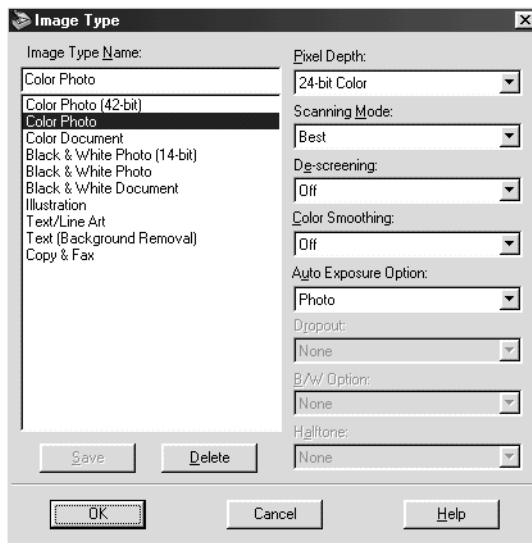 Image Type
Image Type Name:
Color Photo
Color Photo (42-bit)
Color Photo
Color Document
Black & White Photo (14-bit)
Black & White Photo
Black & White Document
Illustration
Text/Line Art
Text (Background Removal)
Copy & Fax
Save
Delete
Pixel Depth:
24-bit Color
Scanning Mode:
Best
De-screening:
Off
Color Smoothing:
Off
Auto Exposure Option:
Photo
Dropout:
None
B/W Option:
None
Halftone:
None
OK
Cancel
Help